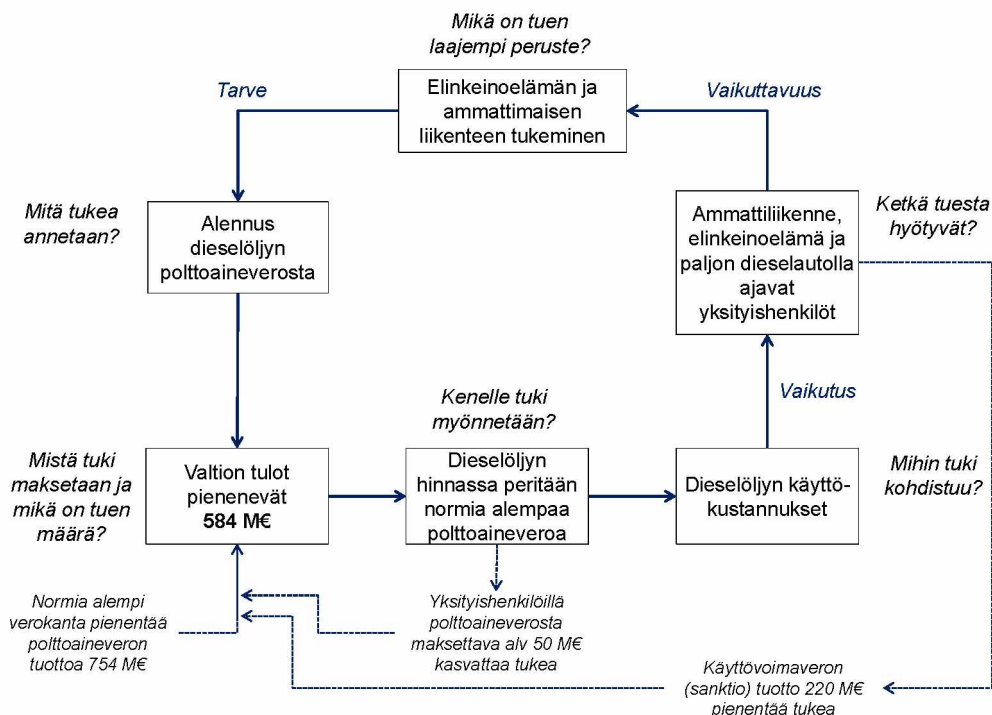 Mikä on tuen
laajempi peruste?
Tarve
Elinkeinoelämän ja
ammattimaisen
liikenteen tukeminen
Vaikuttavuus
Mitä tukea
annetaan?
Alennus
dieselöljyn
polttoaineverosta
Ammattiliikenne,
elinkeinoelämä ja
paljon dieselautolla
ajavat
yksityishenkilöt
Ketkä tuesta
hyötyvät?
Vaikutus
Kenelle tuki
myönnetään?
Mistä tuki
maksetaan ja
mikä on tuen
määrä?
Valtion tulot
pienenevät
584 M€
Dieselöljyn
hinnassa peritään
normia alempaa
polttoaineveroa
Dieselöljyn käyttö-
kustannukset
Mihin tuki
kohdistuu?
Normia alempi
verokanta pienentää
polttoaineveron
tuottoa 754 M€
Yksityishenkilöillä
polttoaineverosta
maksettava alv 50 M€
kasvattaa tukea
Käyttövoimaveron
(sanktio) tuotto 220 M€
pienentää tukea